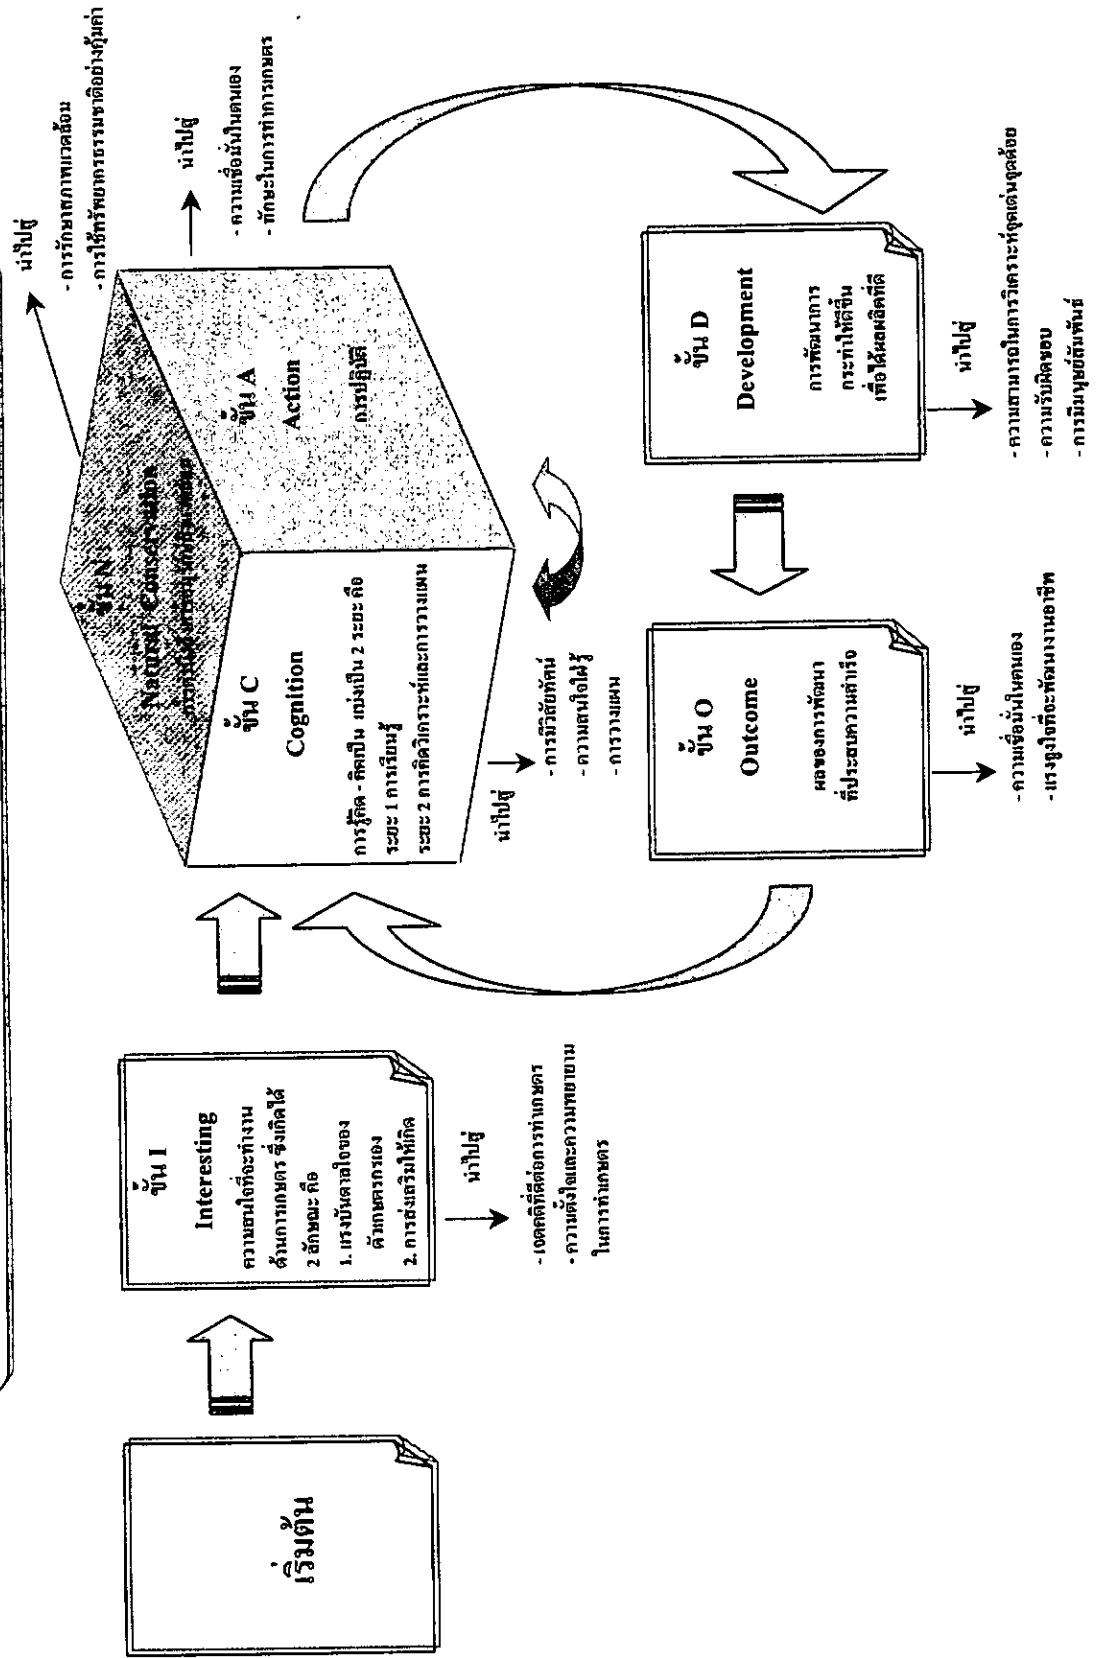 เริ่มต้น
ขั้น I
Interesting
ความสนใจที่จะทำงาน
ด้านการเกษตร ซึ่งเกิดได้
2 ลักษณะ คือ
1. แรงบันดาลใจของ
ตัวเกษตรกรเอง
2. การส่งเสริมให้เกิด
นำไปสู่
- เจตคติที่ดีต่อการทำเกษตร
- ความตั้งใจและความพยายาม
ในการทำเกษตร
ขั้น N
Natural Conservation
นำไปสู่
- การรักษาสภาพแวดล้อม
- การใช้ทรัพยากรธรรมชาติอย่างคุ้มค่า
ขั้น C
Cognition
การรู้คิด - คิดเป็น แบ่งเป็น 2 ระยะ คือ
ระยะ 1 การเรียนรู้
ระยะ 2 การคิดวิเคราะห์และการวางแผน
นำไปสู่
- การมีวิสัยทัศน์
- ความสนใจใฝ่รู้
- การวางแผน
ขั้น A
Action
การปฏิบัติ
นำไปสู่
- ความเชื่อมั่นในตนเอง
- ทักษะในการทำการเกษตร
ขั้น D
Development
การพัฒนาการ
กระทำให้ดีขึ้น
เพื่อได้ผลผลิตที่ดี
นำไปสู่
- ความสามารถในการวิเคราะห์จุดเด่นจุดด้อย
- ความรับผิดชอบ
- การมีมนุษย์สัมพันธ์
ขั้น O
Outcome
ผลของการพัฒนา
ที่ประสบความสำเร็จ
นำไปสู่
- ความเชื่อมั่นในตนเอง
- แรงจูงใจที่จะพัฒนางานอาชีพ